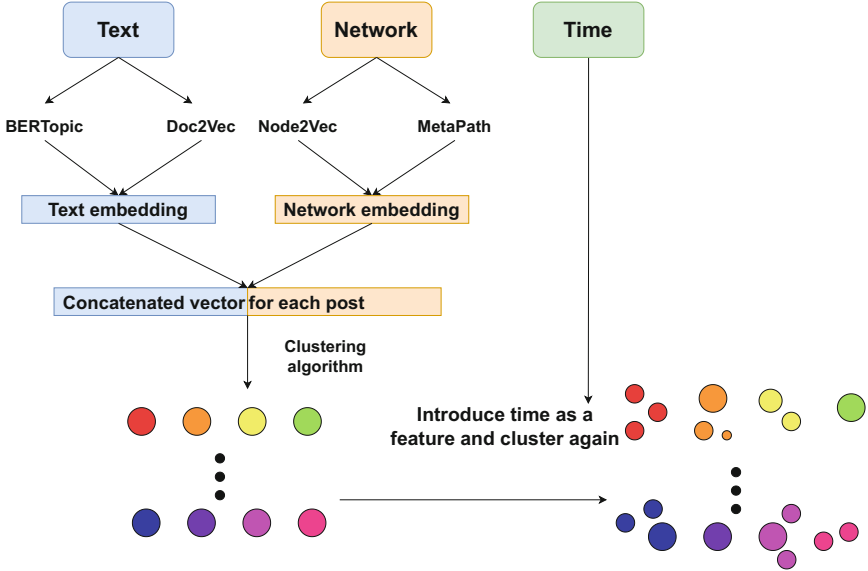 Text
Network
Time
BERTopic
Doc2Vec
Node2Vec
MetaPath
Text embedding
Network embedding
Concatenated vector for each post
Clustering
algorithm
Introduce time as a
feature and cluster again